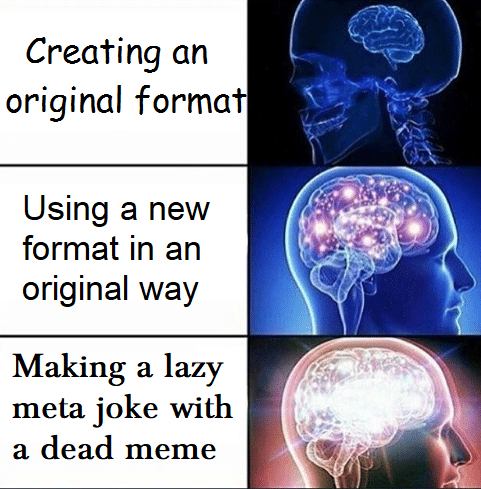 Creating an
original format
Using a new
format in an
original way
Making a lazy
meta joke with
a dead meme